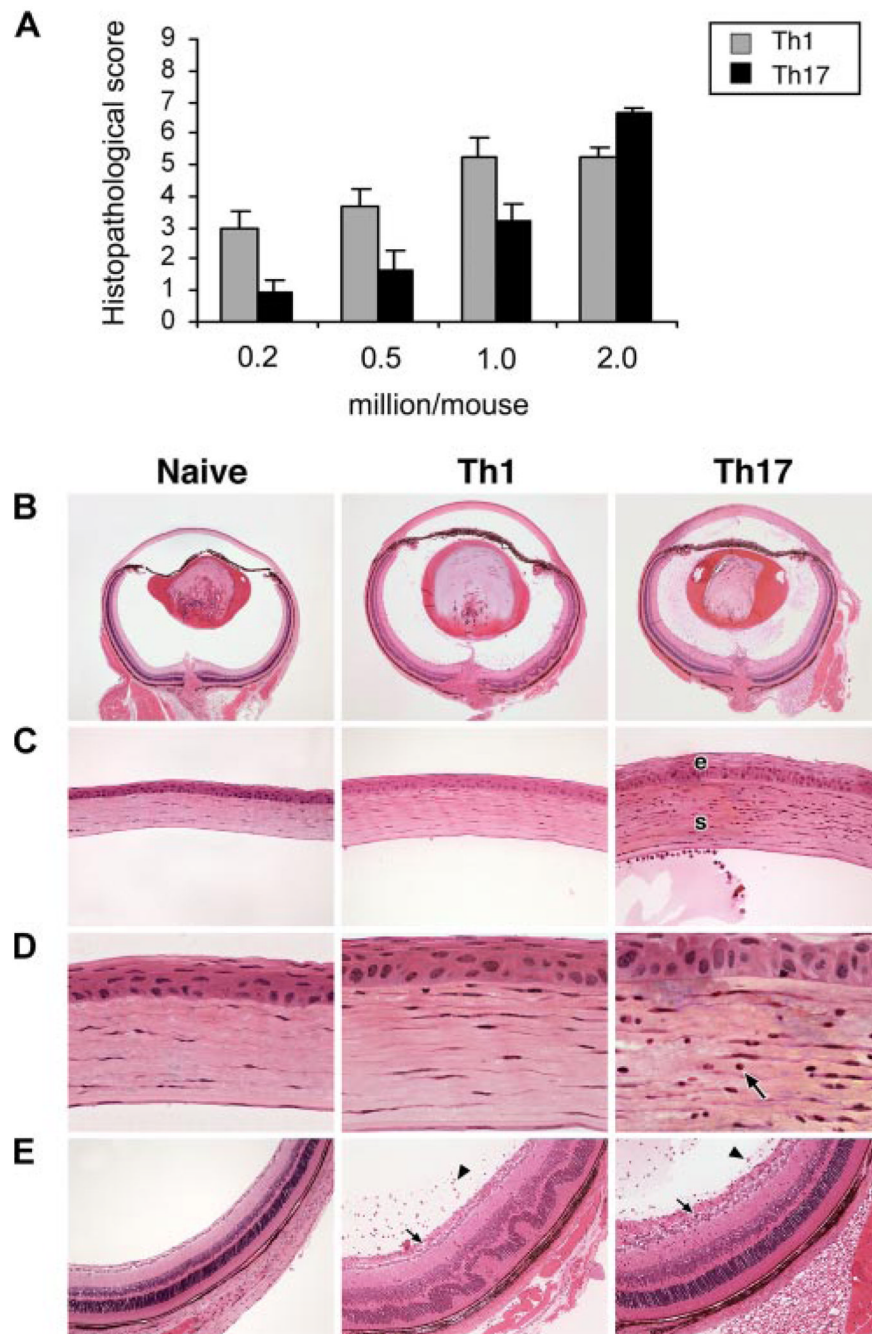 A
Histopathological score
9
8
7
6
5
4
3
2
1
0
0.2 0.5 1.0 2.0
million/mouse
Th1
Th17
Naive Th1 Th17
B
C
e
s
D
E